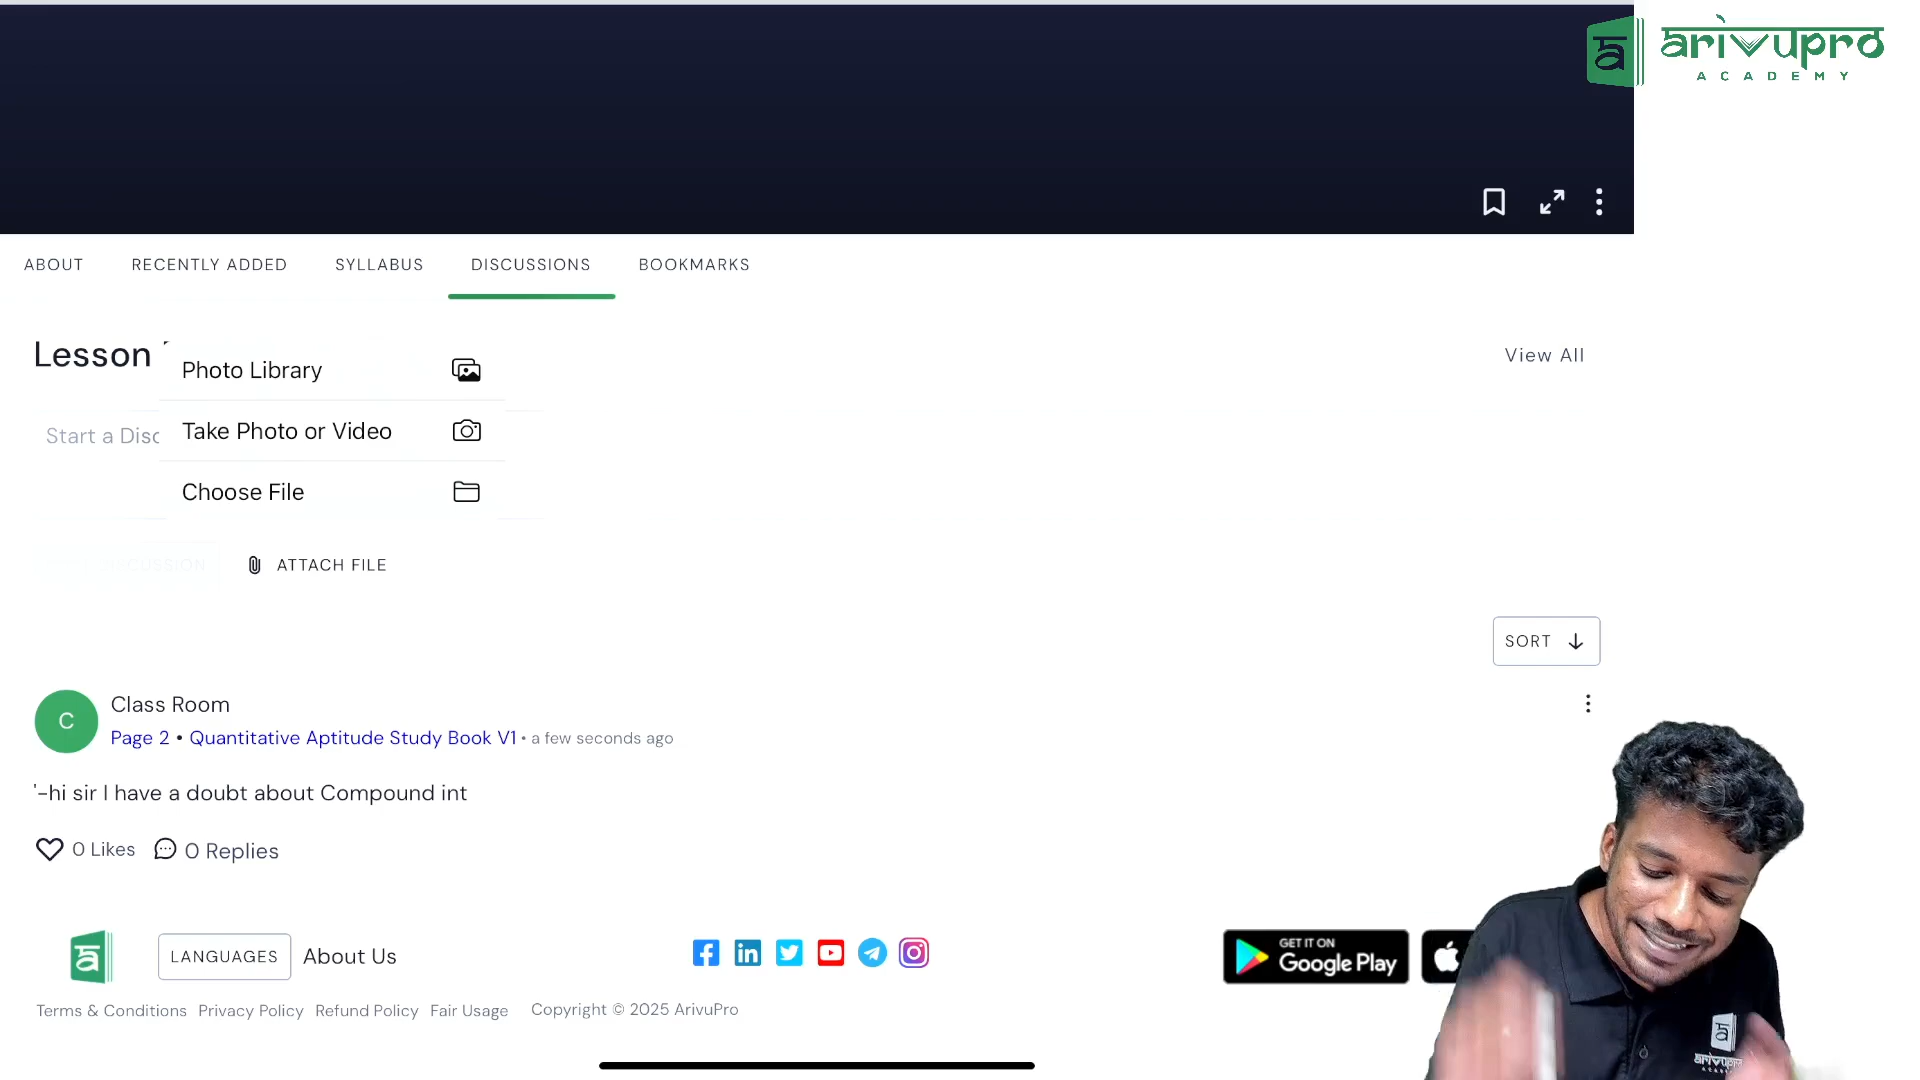 arivupro
ACADEMY
ABOUT
RECENTLY ADDED
SYLLABUS
DISCUSSIONS
BOOKMARKS
Lesson
View All
Photo Library
Start a Disc
Take Photo or Video
Choose File
ATTACH FILE
SORT
C
Class Room
Page 2 • Quantitative Aptitude Study Book V1 • a few seconds ago
'-hi sir I have a doubt about Compound int
0 Likes
0 Replies
LANGUAGES
About Us
GET IT ON
Google Play
Terms & Conditions
Privacy Policy
Refund Policy
Fair Usage
Copyright © 2025 ArivuPro
arivupro